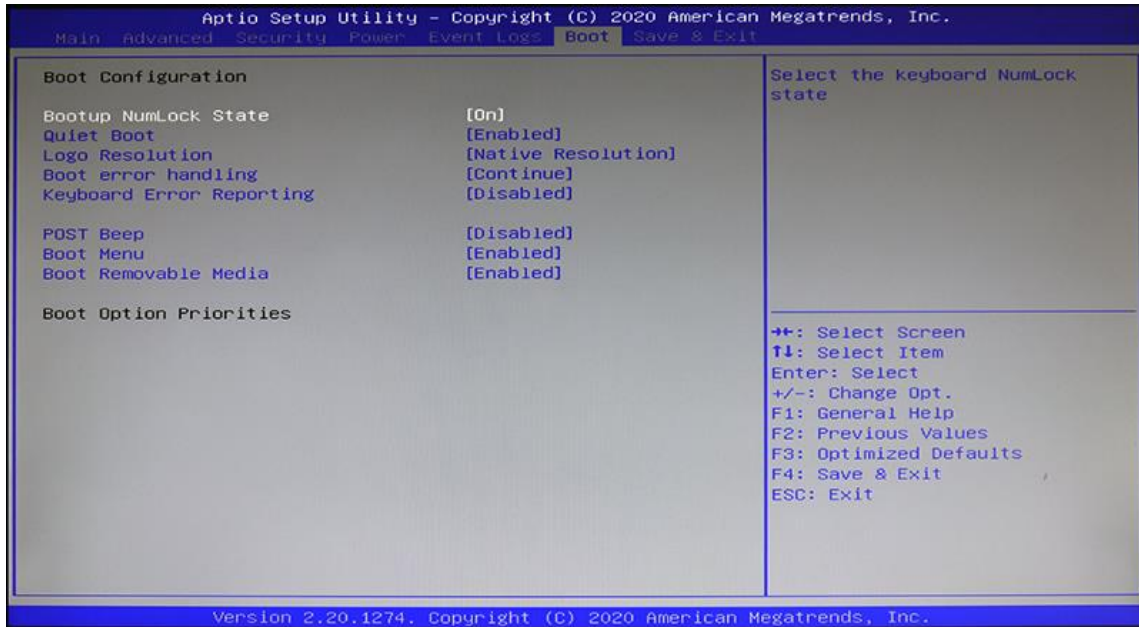 Aptio Setup Utility - Copyright (C) 2020 American Megatrends, Inc.
Main Advanced Security Power Event Logs Boot Save & Exit
Boot Configuration
Bootup NumLock State [On]
Quiet Boot [Enabled]
Logo Resolution [Native Resolution]
Boot error handling [Continue]
Keyboard Error Reporting [Disabled]
POST Beep [Disabled]
Boot Menu [Enabled]
Boot Removable Media [Enabled]
Boot Option Priorities
Select the keyboard NumLock
state
→←: Select Screen
↑↓: Select Item
Enter: Select
+/-: Change Opt.
F1: General Help
F2: Previous Values
F3: Optimized Defaults
F4: Save & Exit
ESC: Exit
Version 2.20.1274. Copyright (C) 2020 American Megatrends, Inc.